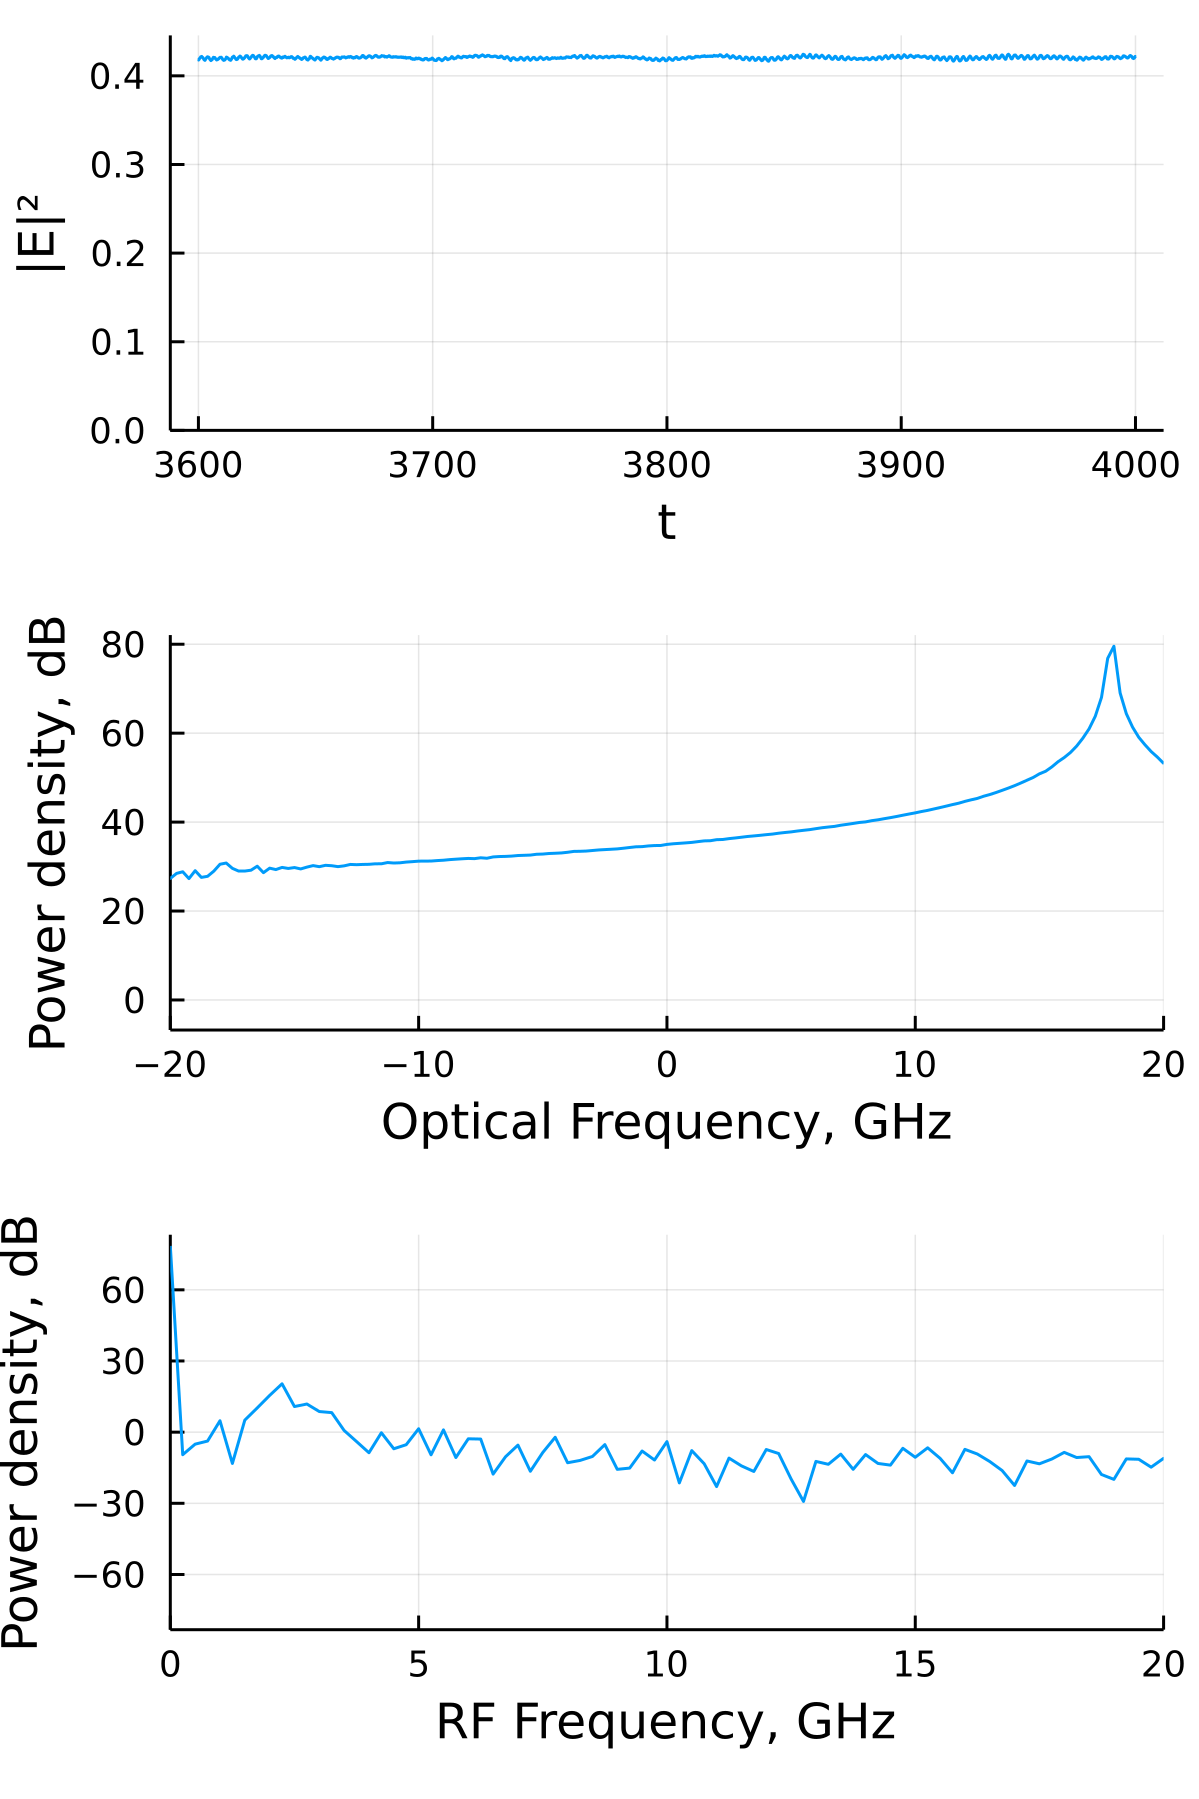 |E|²
0.4
0.3
0.2
0.1
0.0
3600 3700 3800 3900 4000
t
Power density, dB
80
60
40
20
0
−20 −10 0 10 20
Optical Frequency, GHz
Power density, dB
60
30
0
−30
−60
0 5 10 15 20
RF Frequency, GHz